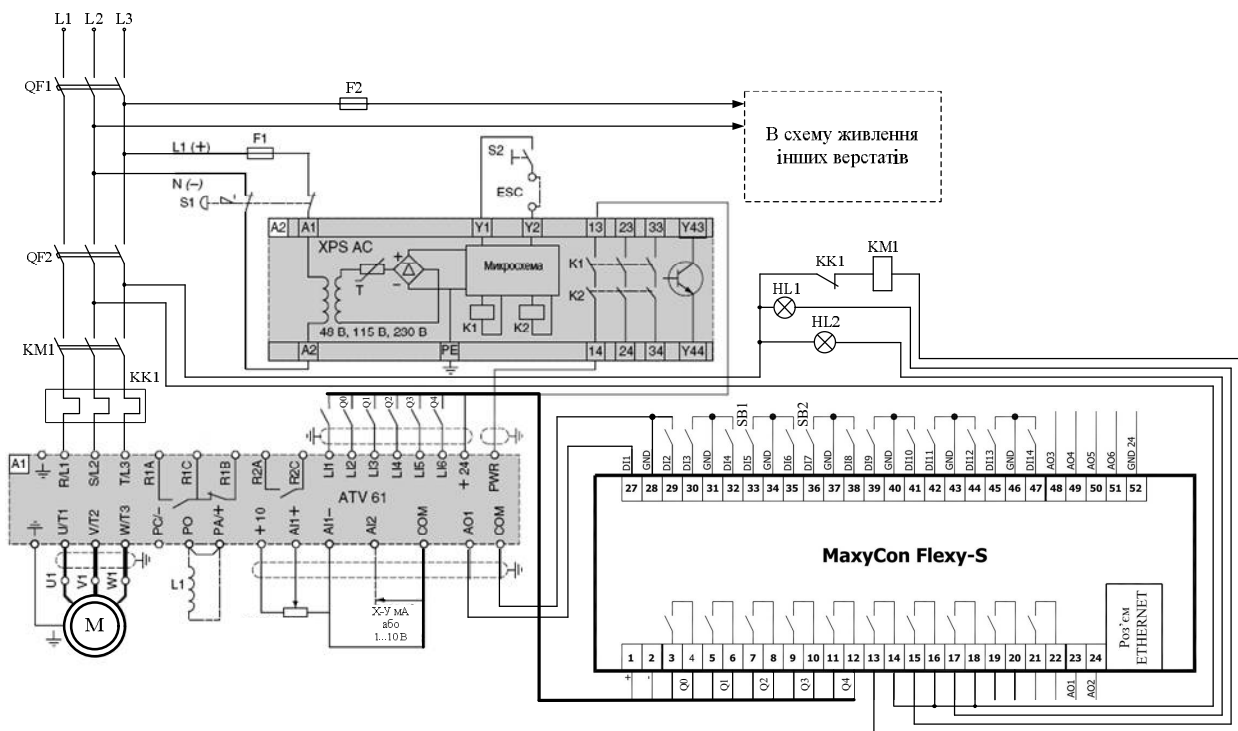 L1 L2 L3
QF1
F2
В схему живлення
інших верстатів
L1 (+)
F1
N (–)
S1
S2
ESC
A2 A1 Y1 Y2 13 23 33 Y43
XPS AC
Микросхема
T
K1
K2
K1 K2
48 В, 115 В, 230 В
A2 PE 14 24 34 Y44
QF2
KM1
KK1
KK1
KM1
HL1
HL2
Q0 Q1 Q2 Q3 Q4
A1
R/L1 S/L2 T/L3 R1A R1C R1B R2A R2C LI1 LI2 LI3 LI4 LI5 LI6 +24 PWR
ATV 61
U/T1 V/T2 W/T3 PC/– PO PA/+ +10 AI1+ AI1– AI2 COM AO1 COM
U1 V1 W1
L1
M
X-У мА
або
1...10 В
SB1 SB2
DI1 GND DI2 DI3 GND DI4 DI5 GND DI6 DI7 GND DI8 DI9 GND DI10 DI11 GND DI12 DI13 GND DI14 AO3 AO4 AO5 AO6 GND 24
27 28 29 30 31 32 33 34 35 36 37 38 39 40 41 42 43 44 45 46 47 48 49 50 51 52
MaxyCon Flexy-S
Роз’єм
ETHERNET
1 2 3 4 5 6 7 8 9 10 11 12 13 14 15 16 17 18 19 20 21 22 23 24
+ - Q0 Q1 Q2 Q3 Q4 AO1 AO2